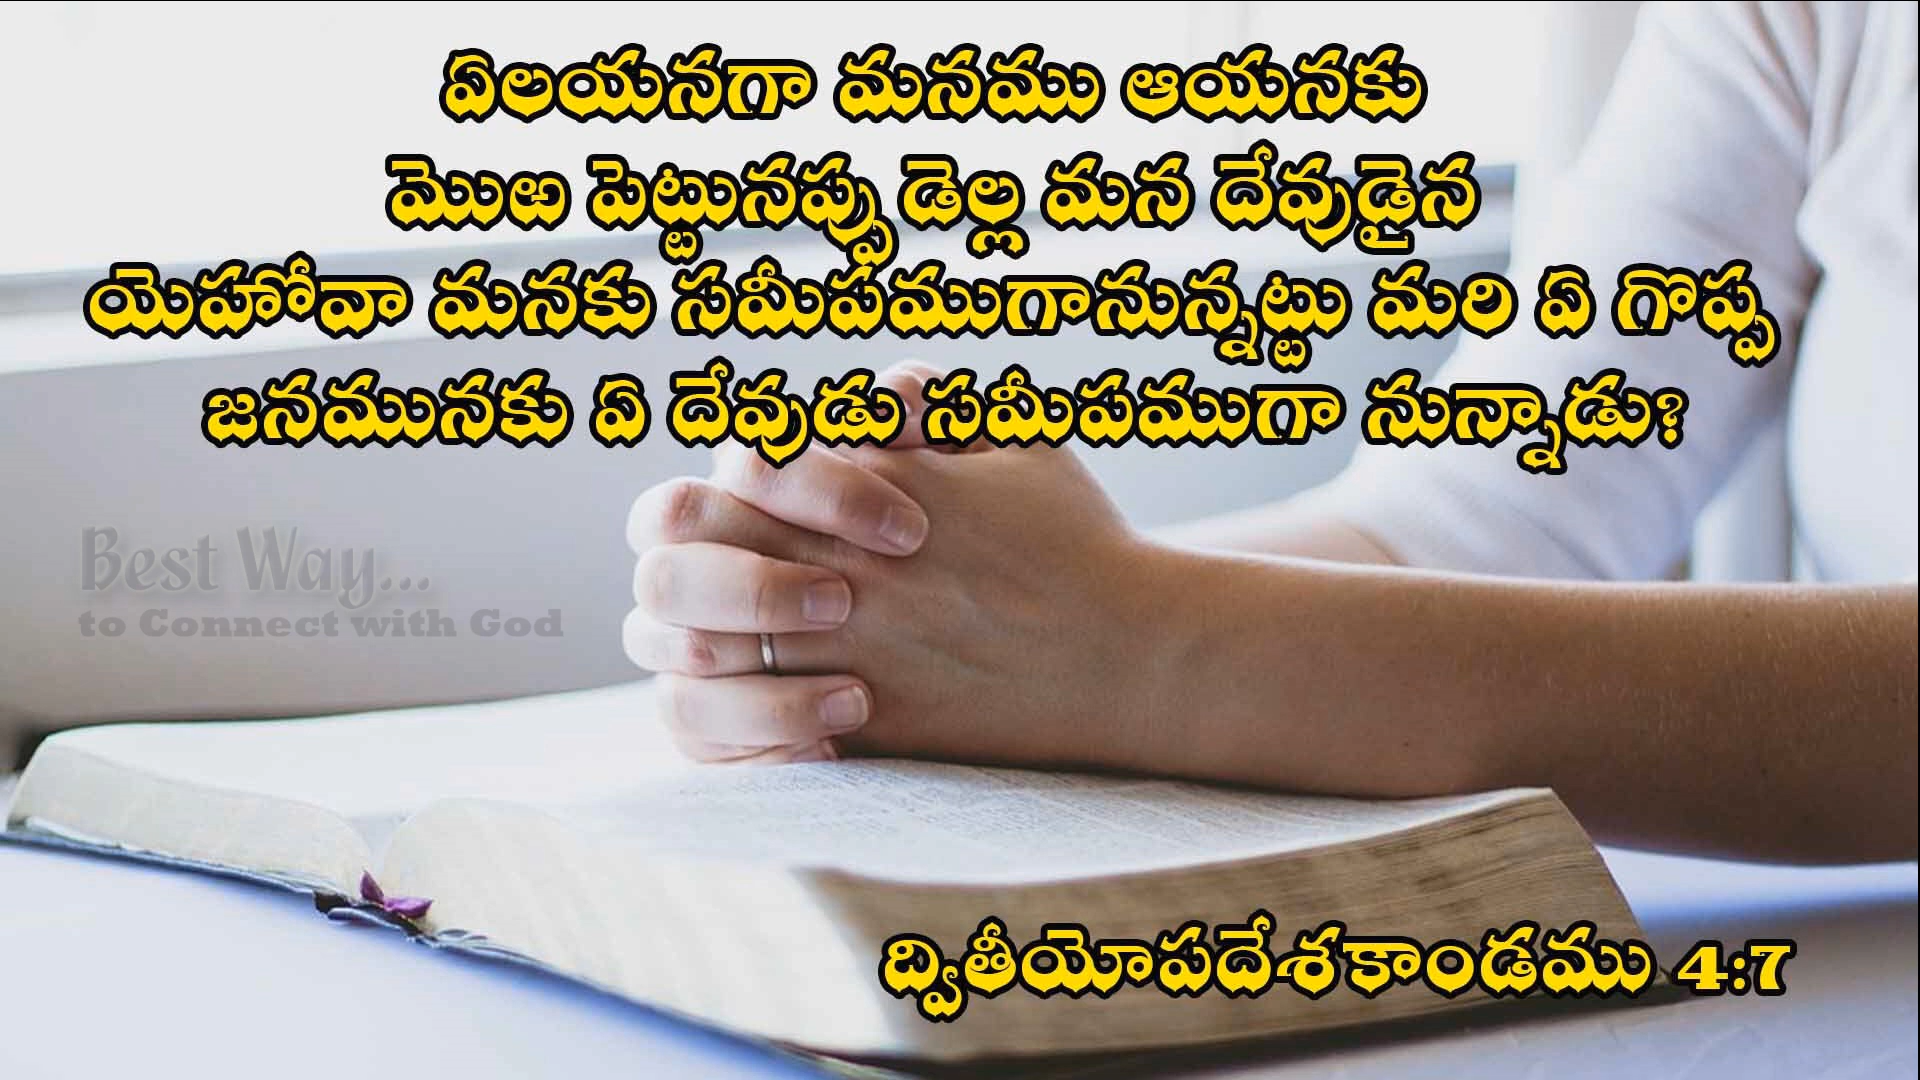 ఏలయనగా మనము ఆయనకు
మొఱ పెట్టునప్పు డెల్ల మన దేవుడైన
యెహోవా మనకు సమీపముగానున్నట్టు మరి ఏ గొప్ప
జనమునకు ఏ దేవుడు సమీపముగా నున్నాడు?
Best Way...
to Connect with God
ద్వితీయోపదేశకాండము 4:7